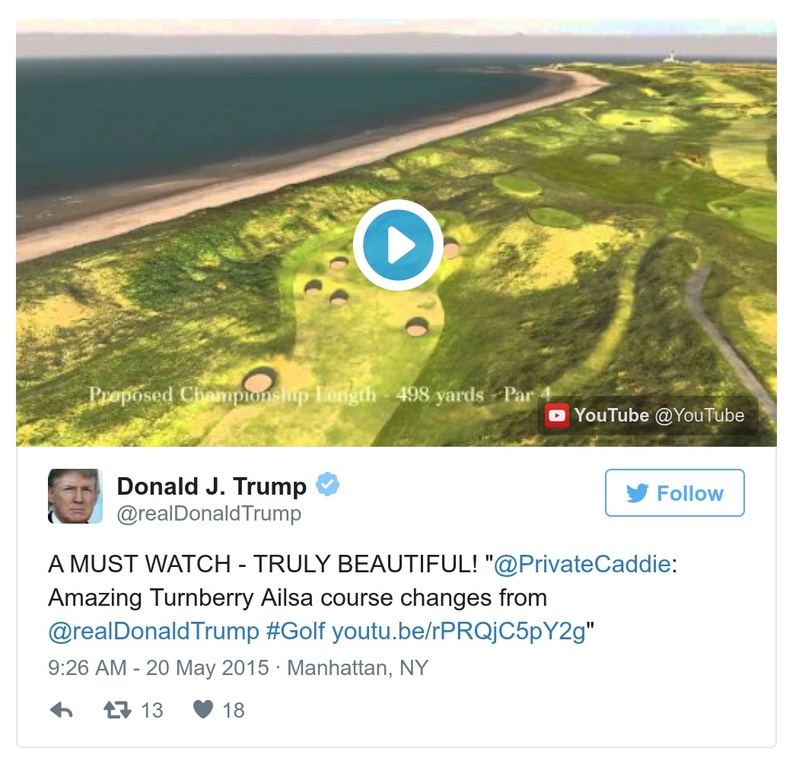 Proposed Championship Length - 498 yards - Par 4
YouTube @YouTube
Donald J. Trump
@realDonaldTrump
Follow
A MUST WATCH - TRULY BEAUTIFUL! "@PrivateCaddie:
Amazing Turnberry Ailsa course changes from
@realDonaldTrump #Golf youtu.be/rPRQjC5pY2g"
9:26 AM - 20 May 2015 · Manhattan, NY
13 18